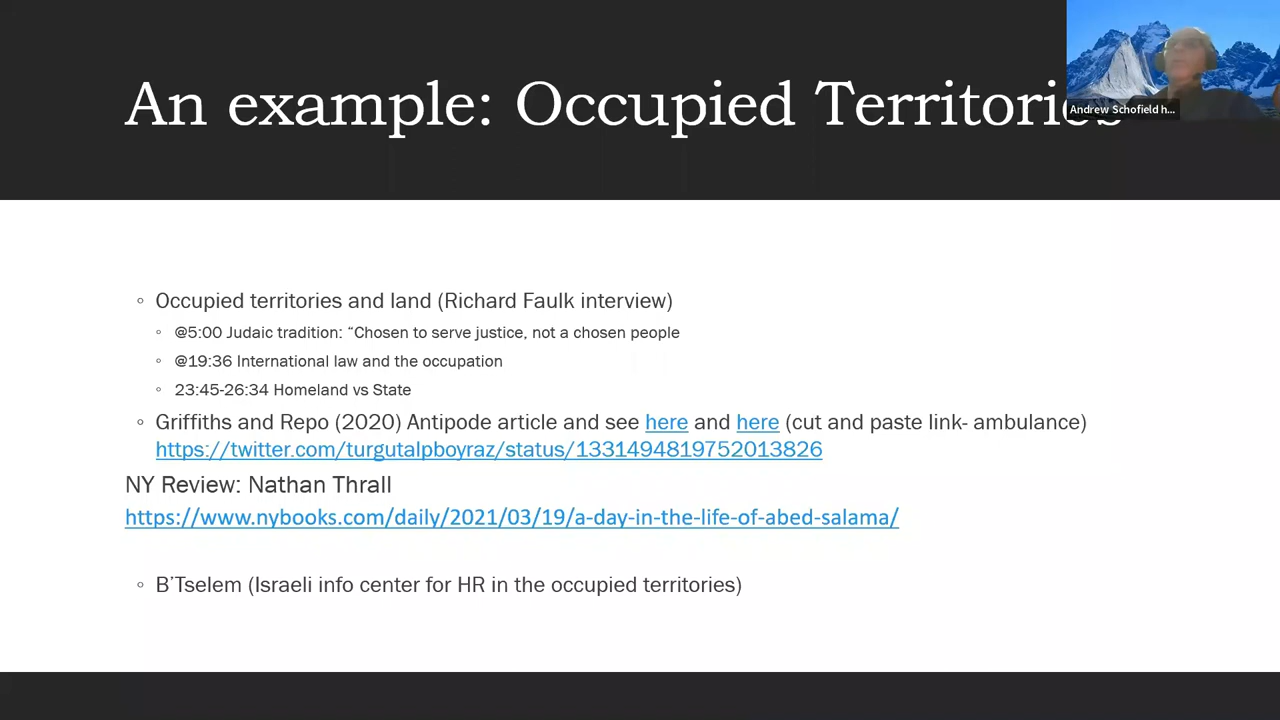 An example: Occupied Territories
Andrew Schofield h...
◦ Occupied territories and land (Richard Faulk interview)
◦ @5:00 Judaic tradition: “Chosen to serve justice, not a chosen people
◦ @19:36 International law and the occupation
◦ 23:45-26:34 Homeland vs State
◦ Griffiths and Repo (2020) Antipode article and see here and here (cut and paste link- ambulance)
https://twitter.com/turgutalpboyraz/status/1331494819752013826
NY Review: Nathan Thrall
https://www.nybooks.com/daily/2021/03/19/a-day-in-the-life-of-abed-salama/
◦ B’Tselem (Israeli info center for HR in the occupied territories)